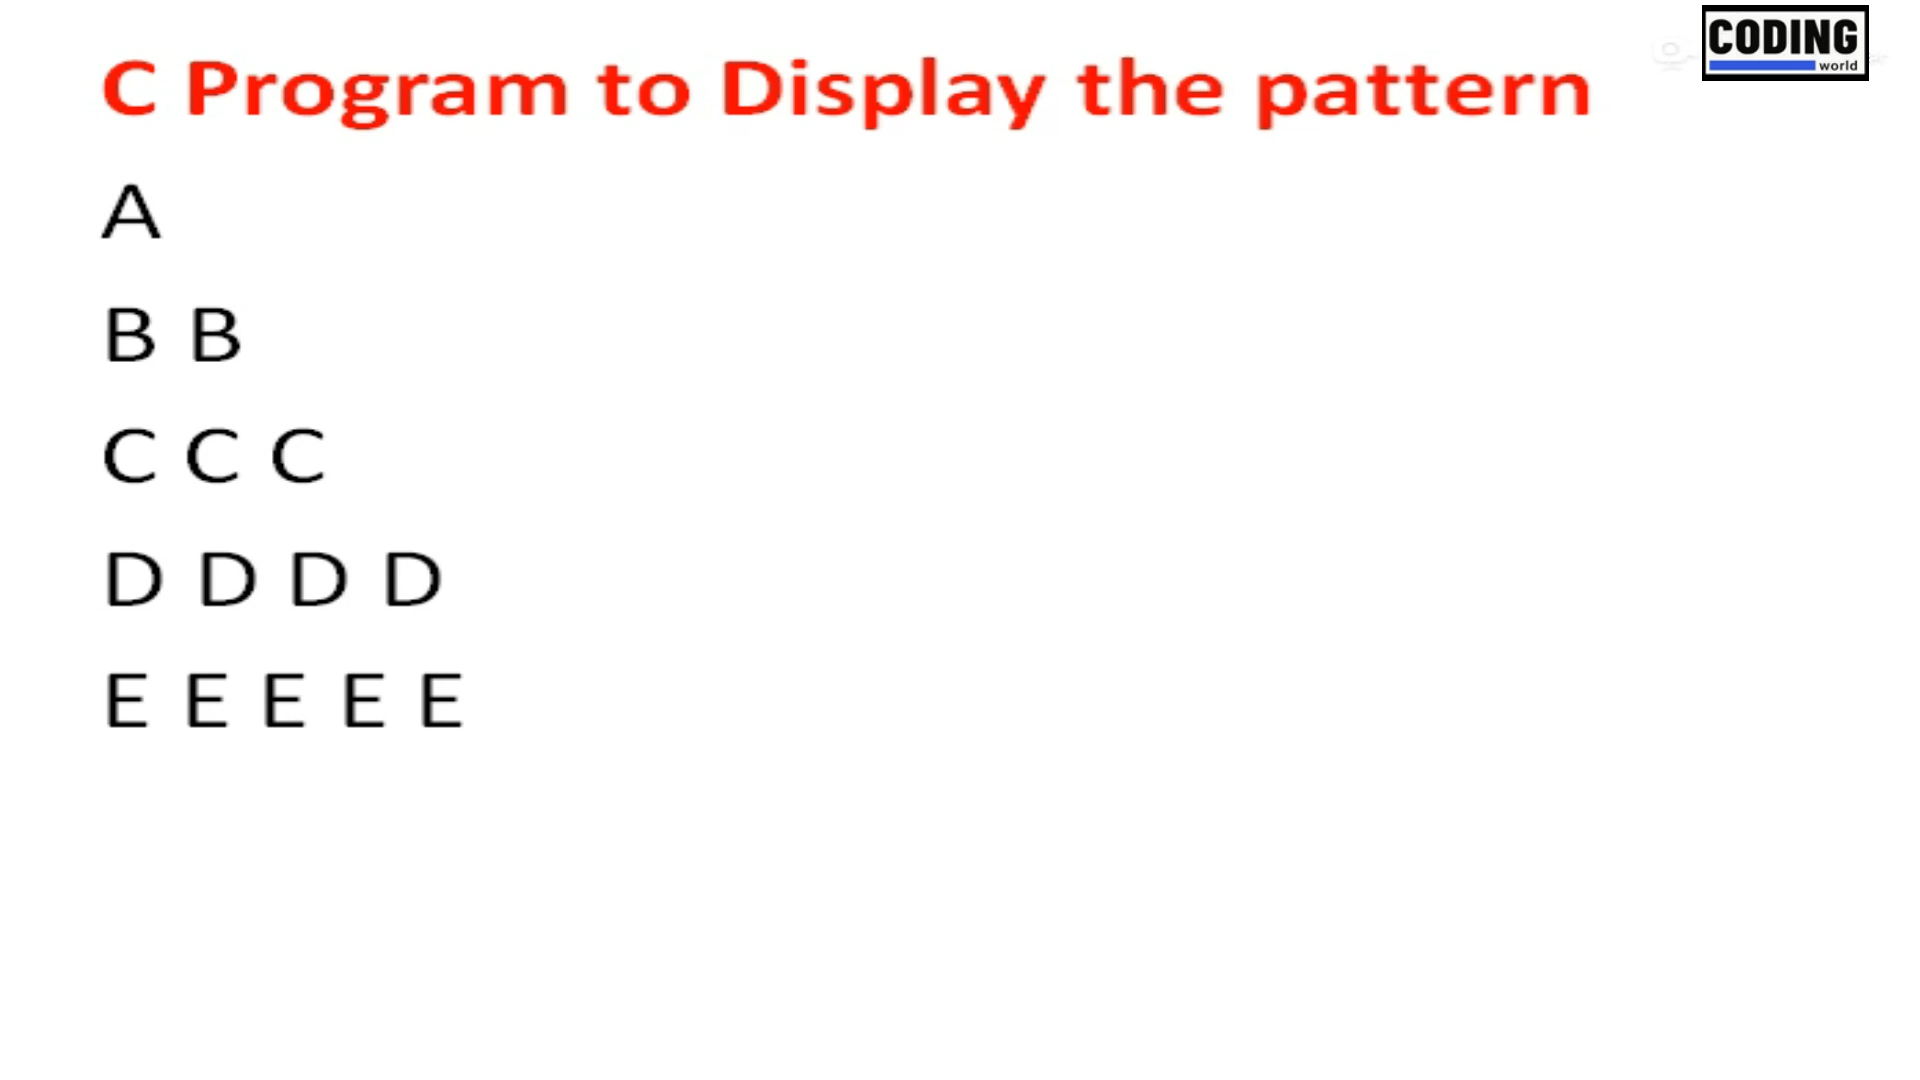 C Program to Display the pattern
CODING
world
A
B B
C C C
D D D D
E E E E E